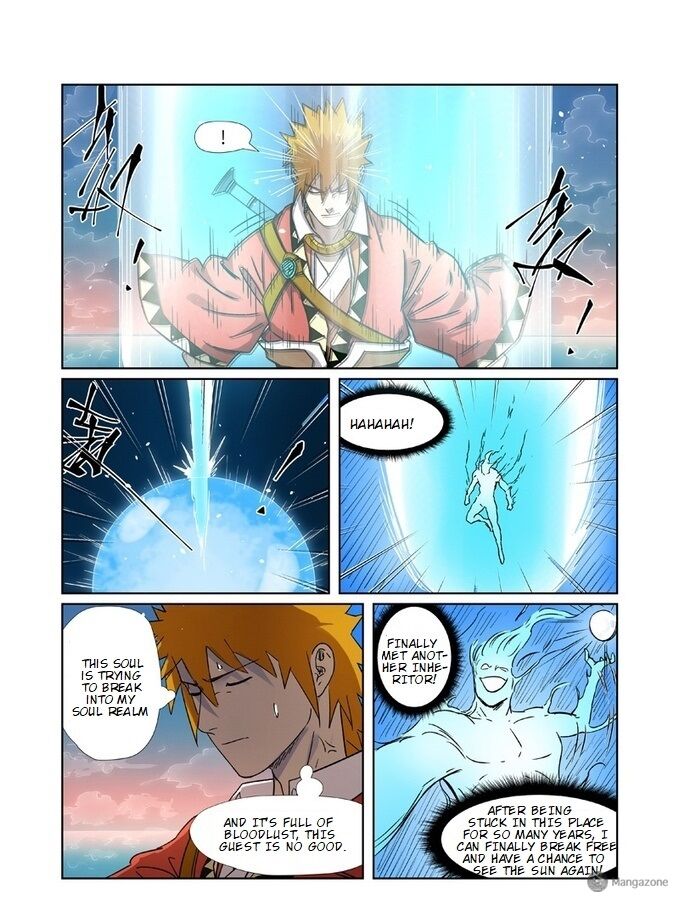 !
HAHAHAH!
THIS SOUL
IS TRYING
TO BREAK
INTO MY
SOUL REALM
AND IT'S FULL OF
BLOODLUST, THIS
GUEST IS NO GOOD.
FINALLY
MET ANOT-
HER INHE-
RITOR!
AFTER BEING
STUCK IN THIS PLACE
FOR SO MANY YEARS, I
CAN FINALLY BREAK FREE
AND HAVE A CHANCE TO
SEE THE SUN AGAIN!
Mangazone